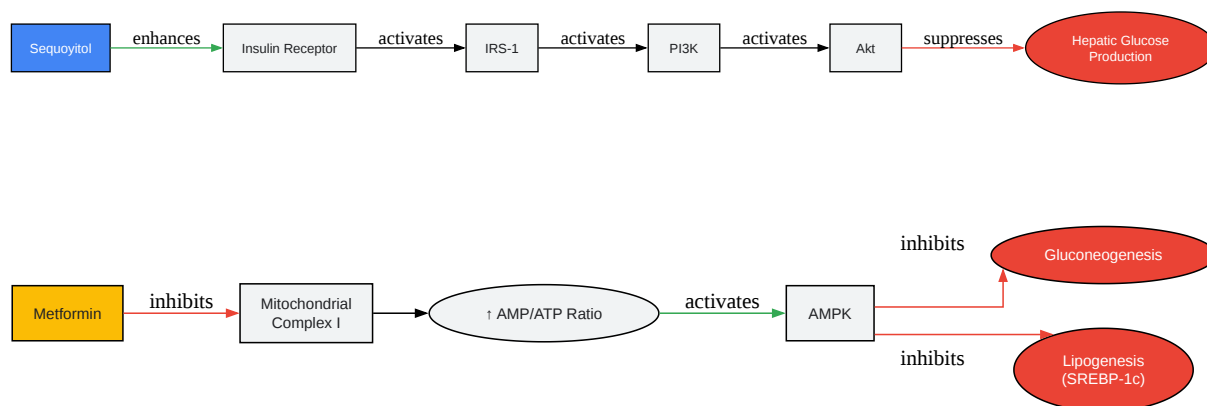 Sequoyitol
enhances
Insulin Receptor
activates
IRS-1
activates
PI3K
activates
Akt
suppresses
Hepatic Glucose
Production
Metformin
inhibits
Mitochondrial
Complex I
↑ AMP/ATP Ratio
activates
AMPK
inhibits
Gluconeogenesis
inhibits
Lipogenesis
(SREBP-1c)